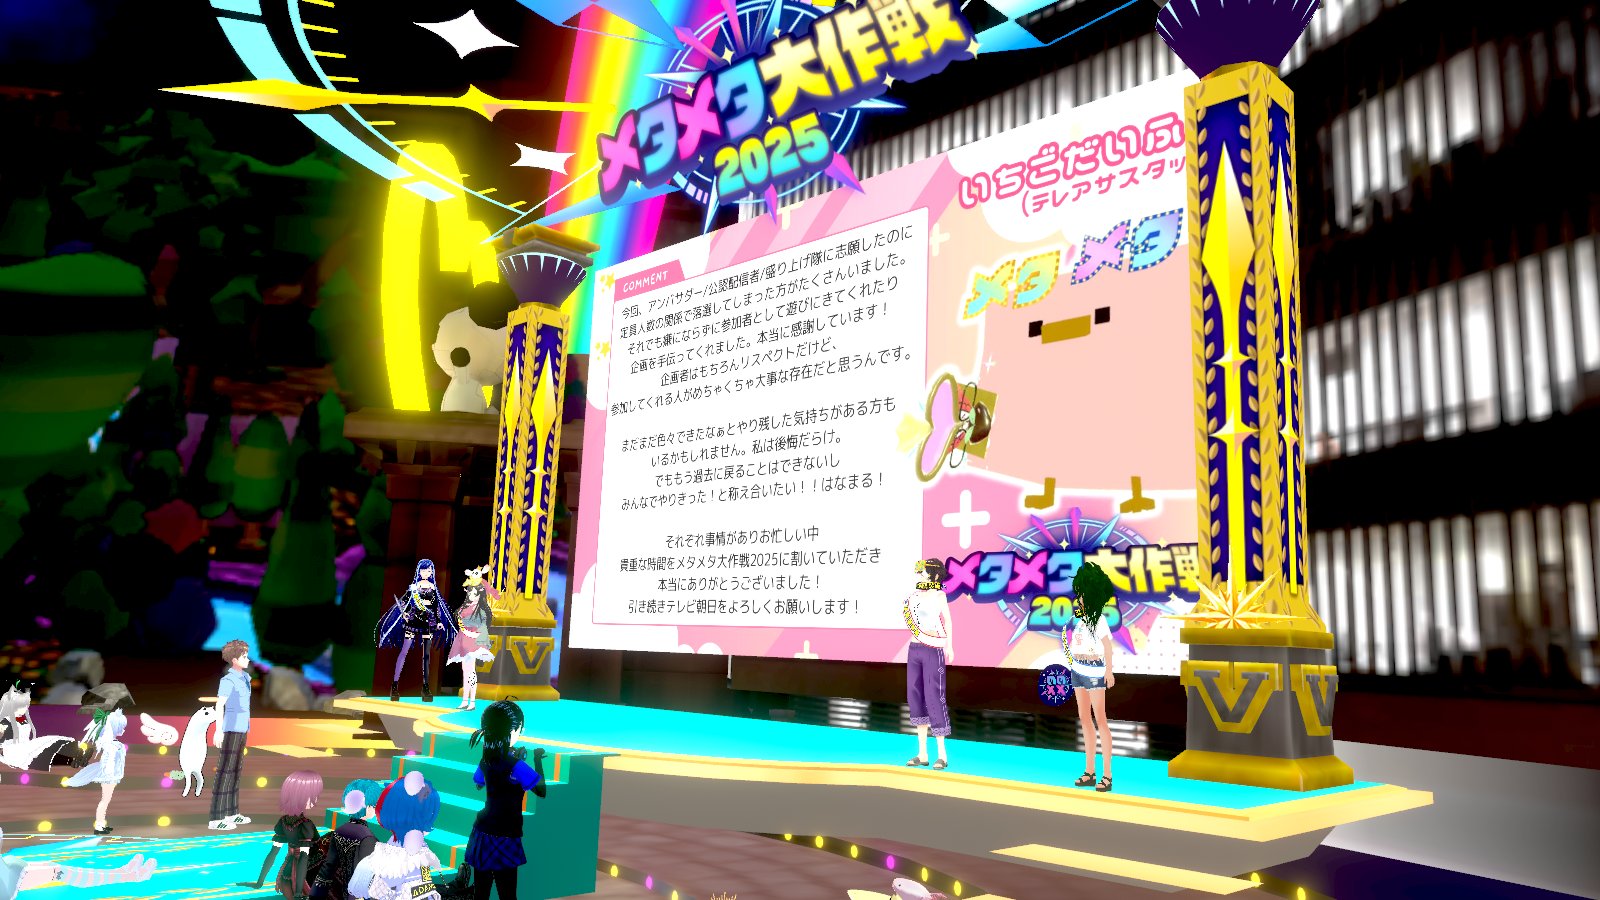 メタメタ大作戦
2025
いちごだいふ
(テレアサスタッ
メタメタ
COMMENT
今回、アンバサダー/公認配信者/盛り上げ隊に志願したのに
定員人数の関係で落選してしまった方がたくさんいました。
それでも嫌にならずに参加者として遊びにきてくれたり
企画を手伝ってくれました。本当に感謝しています！
企画者はもちろんリスペクトだけど、
参加してくれる人がめちゃくちゃ大事な存在だと思うんです。
まだまだ色々できたなぁとやり残した気持ちがある方も
いるかもしれません。私は後悔だらけ。
でももう過去に戻ることはできないし
みんなでやりきった！と称え合いたい！！はなまる！
それぞれ事情がありお忙しい中
貴重な時間をメタメタ大作戦2025に割いていただき
本当にありがとうございました！
引き続きテレビ朝日をよろしくお願いします！
メタメタ大作戦
2025